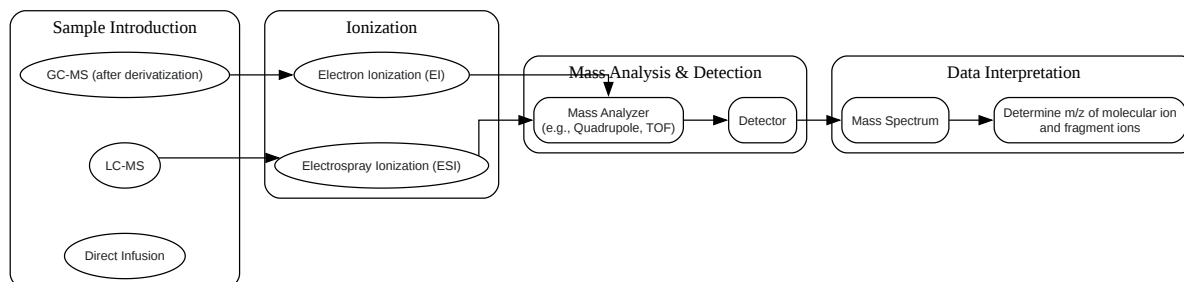 Sample Introduction
GC-MS (after derivatization)
LC-MS
Direct Infusion
Ionization
Electron Ionization (EI)
Electrospray Ionization (ESI)
Mass Analysis & Detection
Mass Analyzer
(e.g., Quadrupole, TOF)
Detector
Data Interpretation
Mass Spectrum
Determine m/z of molecular ion
and fragment ions